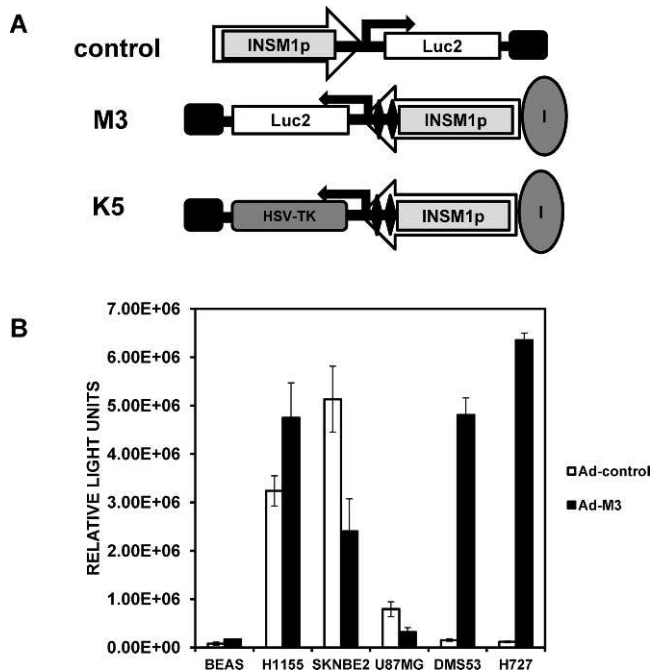 A
control
INSM1p
Luc2
M3
Luc2
INSM1p
I
K5
HSV-TK
INSM1p
I
B
RELATIVE LIGHT UNITS
7.00E+06
6.00E+06
5.00E+06
4.00E+06
3.00E+06
2.00E+06
1.00E+06
0.00E+00
BEAS H1155 SKNBE2 U87MG DMS53 H727
Ad-control
Ad-M3